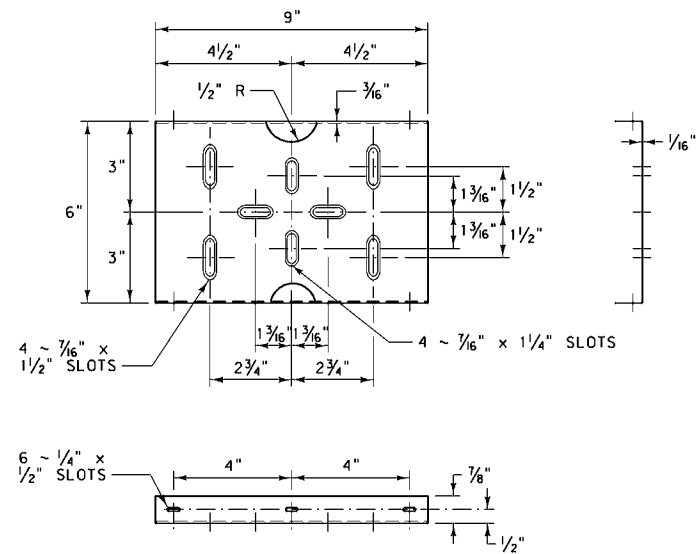 9"
4½" 4½"
½" R 3/16"
1/16"
3"
6"
3"
1 3/16" 1½"
1 3/16" 1½"
4 ~ 7/16" x
1½" SLOTS
1 3/16" 1 3/16"
4 ~ 7/16" x 1¼" SLOTS
2¾" 2¾"
6 ~ ¼" x
½" SLOTS
4" 4"
7/8"
½"